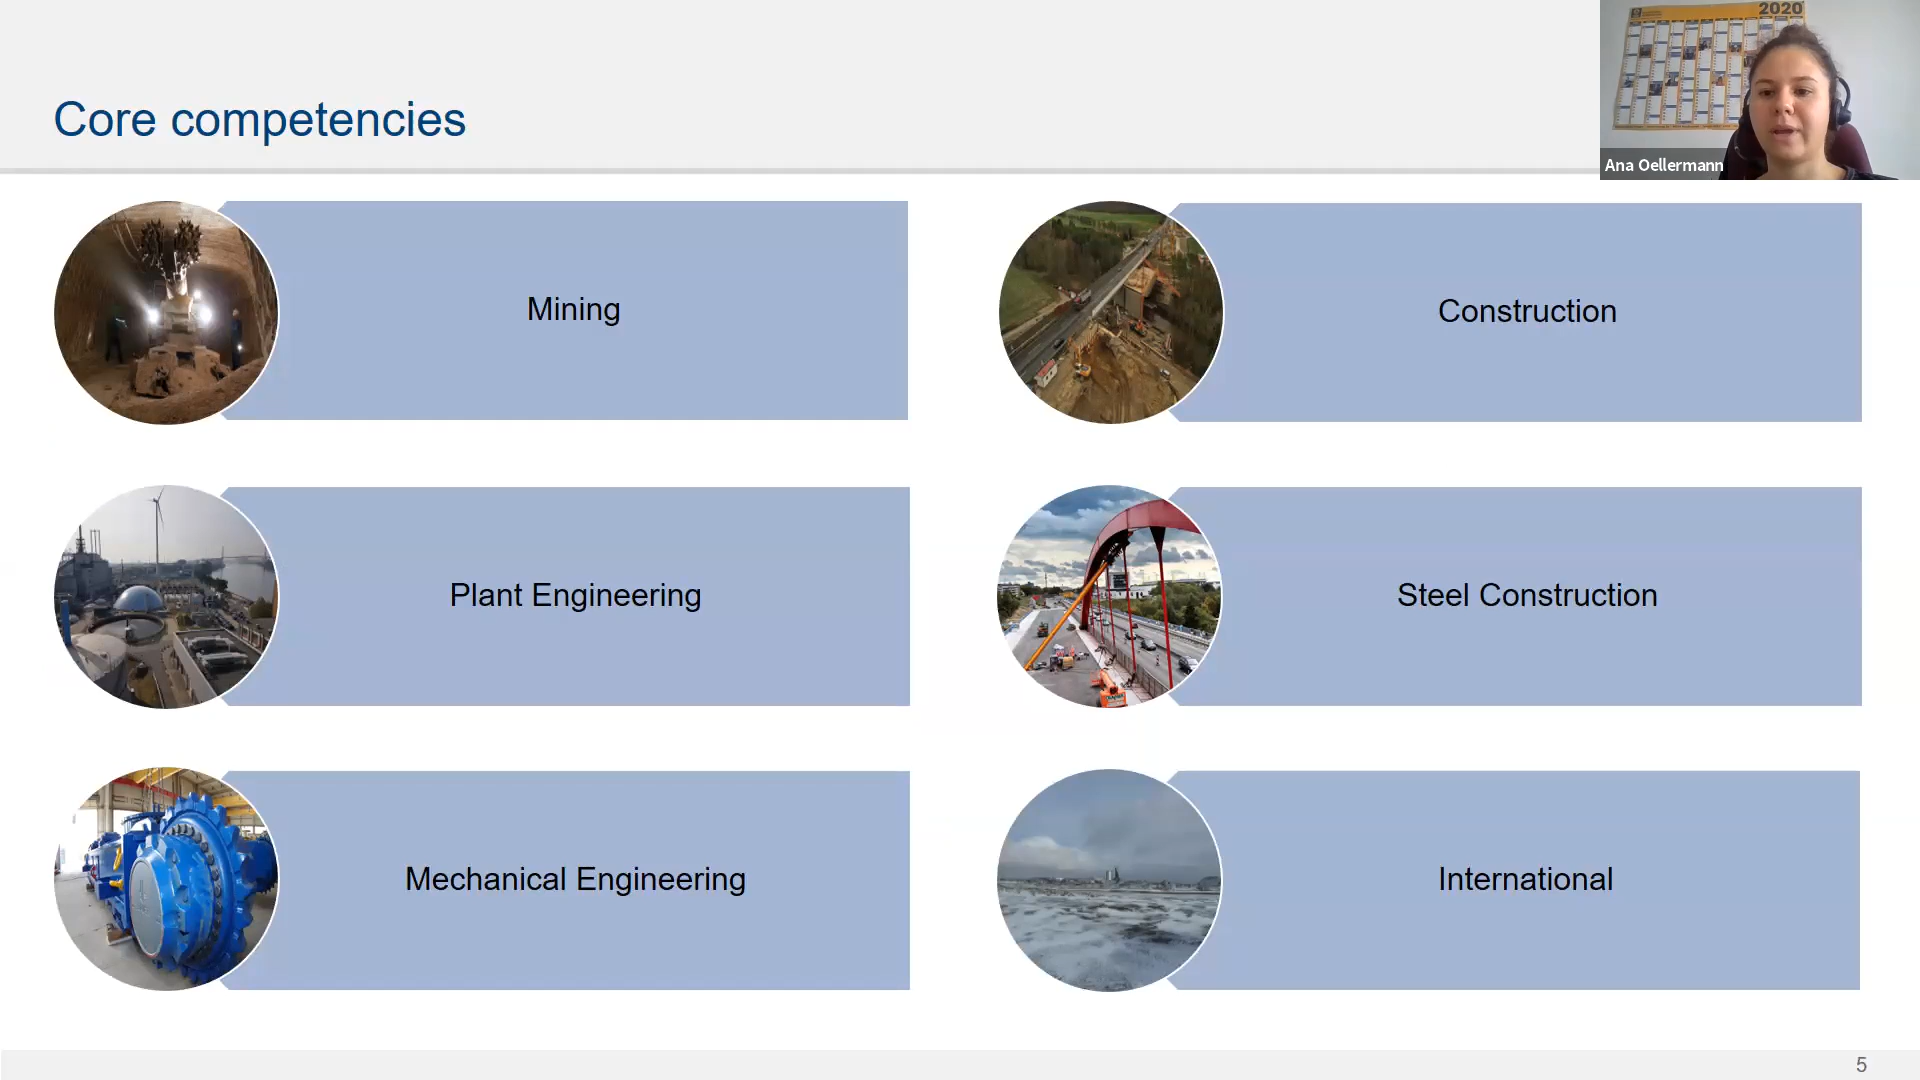 Core competencies
2020
Ana Oellermann
Mining
Construction
Plant Engineering
Steel Construction
Mechanical Engineering
International
5